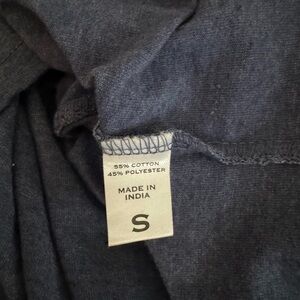 55% COTTON
45% POLYESTER
MADE IN
INDIA
S